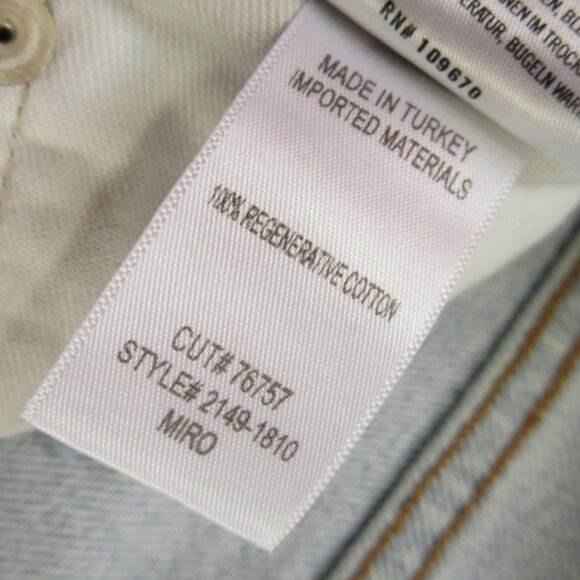 RN# 109670
MADE IN TURKEY
IMPORTED MATERIALS
100% REGENERATIVE COTTON
CUT# 76757
STYLE# 2149-1810
MIRO